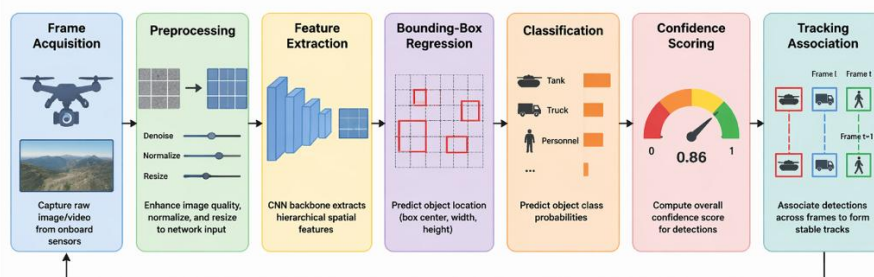 Frame
Acquisition
Capture raw
image/video
from onboard
sensors
Preprocessing
Denoise
Normalize
Resize
Enhance image quality,
normalize, and resize
to network input
Feature
Extraction
CNN backbone extracts
hierarchical spatial
features
Bounding-Box
Regression
Predict object location
(box center, width,
height)
Classification
Tank
Truck
Personnel
...
Predict object class
probabilities
Confidence
Scoring
0
1
0.86
Compute overall
confidence score
for detections
Tracking
Association
Frame l
Frame t
Frame t=1
Associate detections
across frames to form
stable tracks